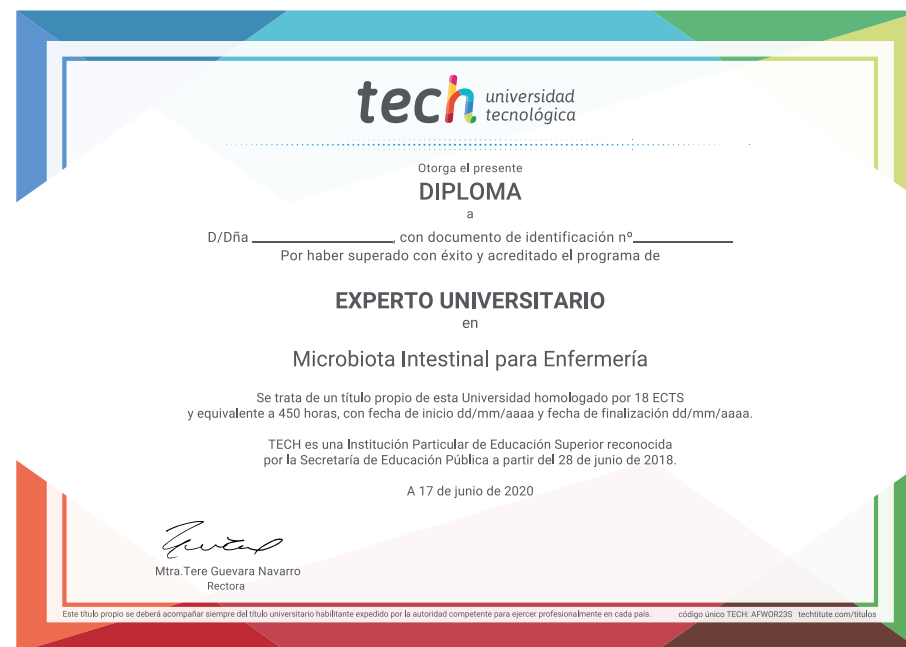 tech universidad
tecnológica
Otorga el presente
DIPLOMA
a
D/Dña ____________________, con documento de identificación nº______________
Por haber superado con éxito y acreditado el programa de
EXPERTO UNIVERSITARIO
en
Microbiota Intestinal para Enfermería
Se trata de un título propio de esta Universidad homologado por 18 ECTS
y equivalente a 450 horas, con fecha de inicio dd/mm/aaaa y fecha de finalización dd/mm/aaaa.
TECH es una Institución Particular de Educación Superior reconocida
por la Secretaría de Educación Pública a partir del 28 de junio de 2018.
A 17 de junio de 2020
Mtra.Tere Guevara Navarro
Rectora
Este título propio se deberá acompañar siempre del título universitario habilitante expedido por la autoridad competente para ejercer profesionalmente en cada país. código único TECH: AFWOR23S techtitute.com/titulos